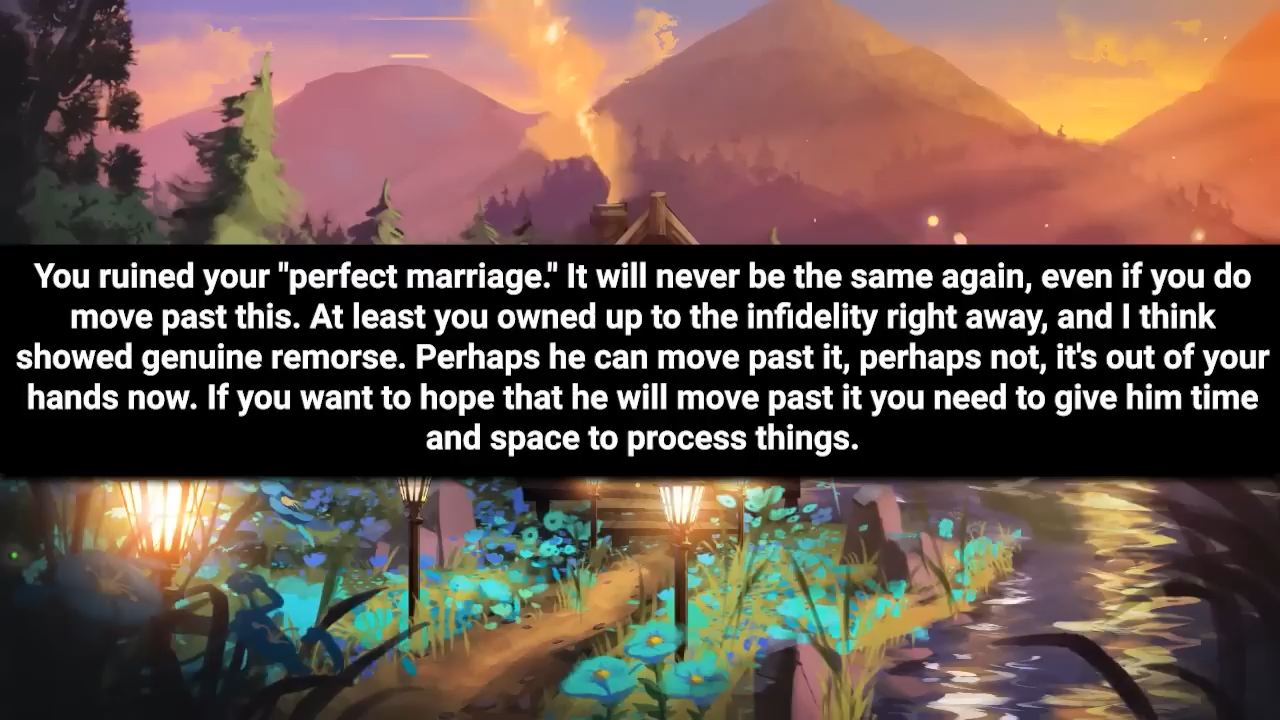 You ruined your "perfect marriage." It will never be the same again, even if you do
move past this. At least you owned up to the infidelity right away, and I think
showed genuine remorse. Perhaps he can move past it, perhaps not, it's out of your
hands now. If you want to hope that he will move past it you need to give him time
and space to process things.